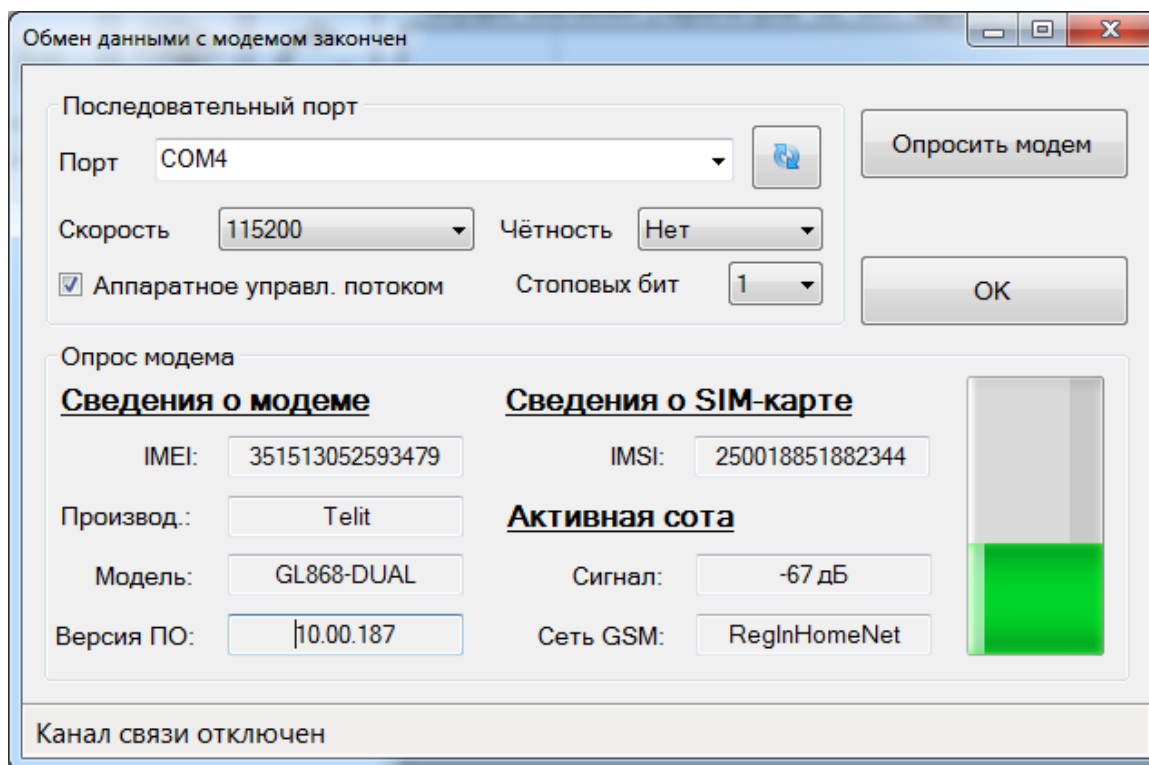 Обмен данными с модемом закончен
Последовательный порт
Порт COM4
Опросить модем
Скорость 115200 Чётность Нет
Аппаратное управл. потоком Стоповых бит 1
OK
Опрос модема
Сведения о модеме Сведения о SIM-карте
IMEI: 351513052593479 IMSI: 250018851882344
Производ.: Telit Активная сота
Модель: GL868-DUAL Сигнал: -67 дБ
Версия ПО: 10.00.187 Сеть GSM: RegInHomeNet
Канал связи отключен